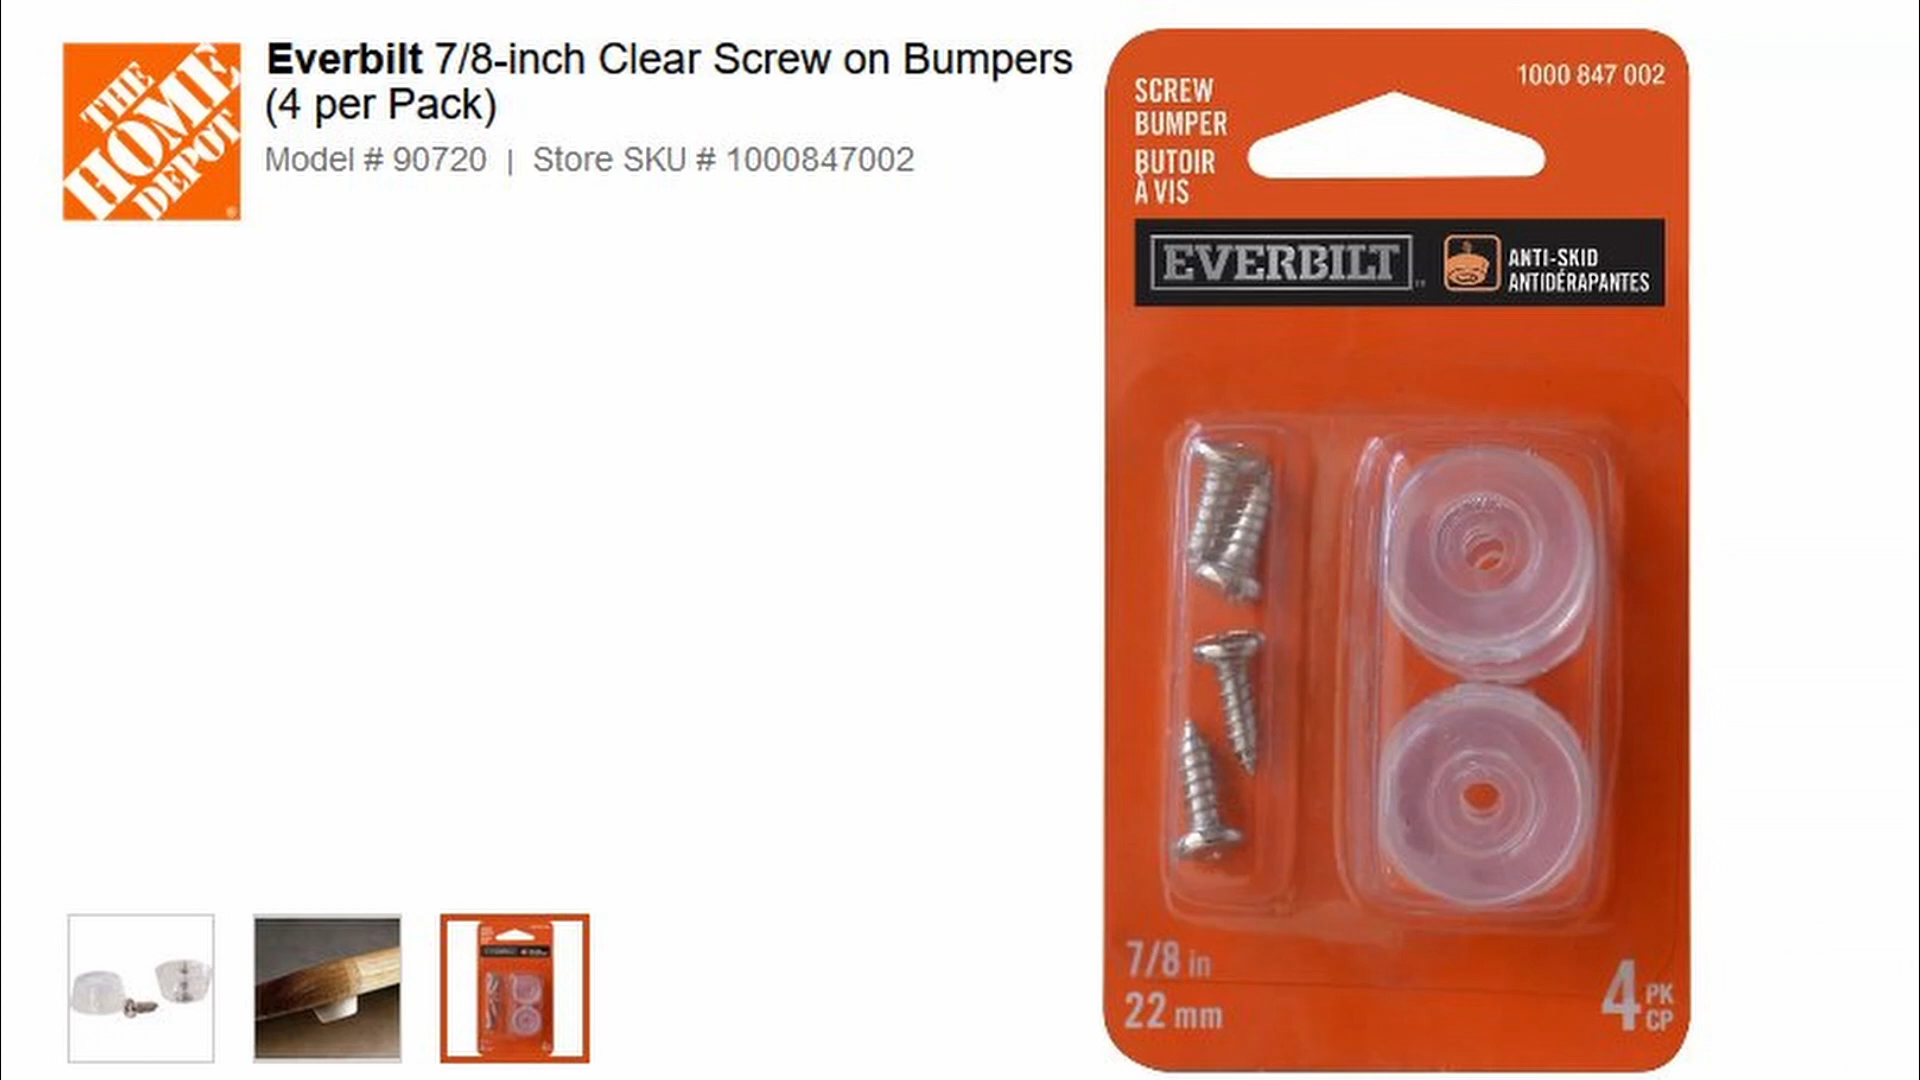 THE
HOME
DEPOT
Everbilt 7/8-inch Clear Screw on Bumpers
(4 per Pack)
Model # 90720 | Store SKU # 1000847002
1000 847 002
SCREW
BUMPER
BUTOIR
À VIS
EVERBILT
ANTI-SKID
ANTIDÉRAPANTES
7/8 in
22 mm
4 PK
CP